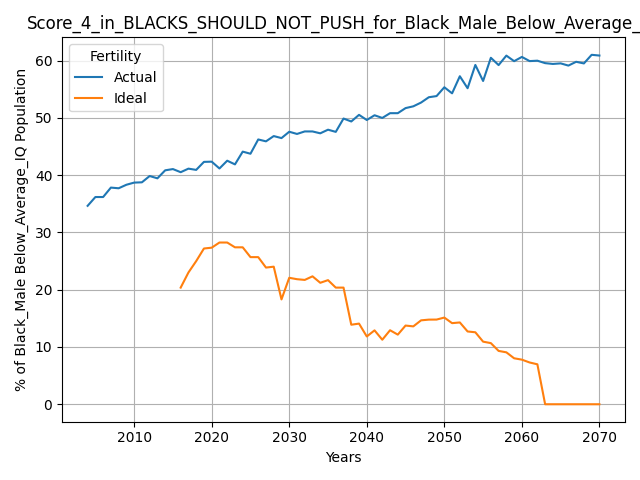 Score_4_in_BLACKS_SHOULD_NOT_PUSH_for_Black_Male_Below_Average_
Fertility
Actual
Ideal
% of Black_Male Below_Average_IQ Population
60
50
40
30
20
10
0
2010 2020 2030 2040 2050 2060 2070
Years